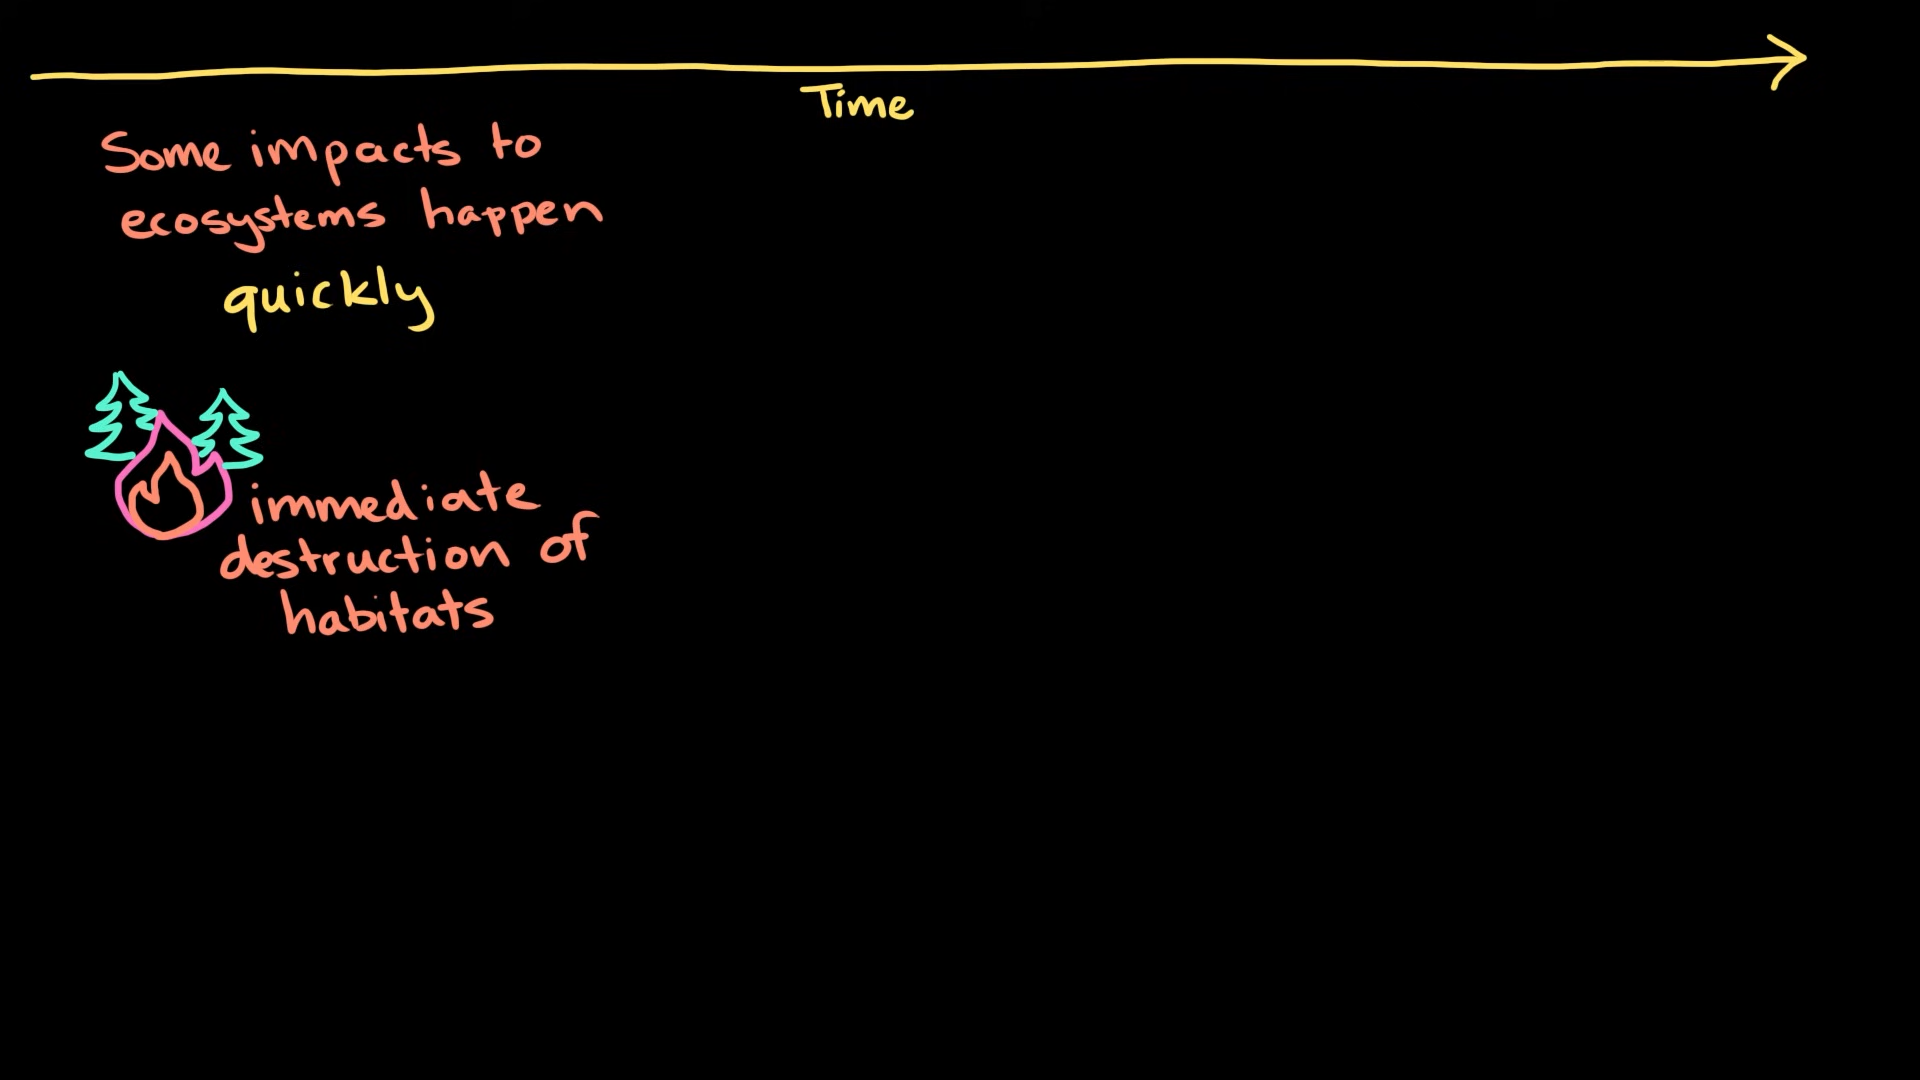 Time
Some impacts to
ecosystems happen
quickly
immediate
destruction of
habitats